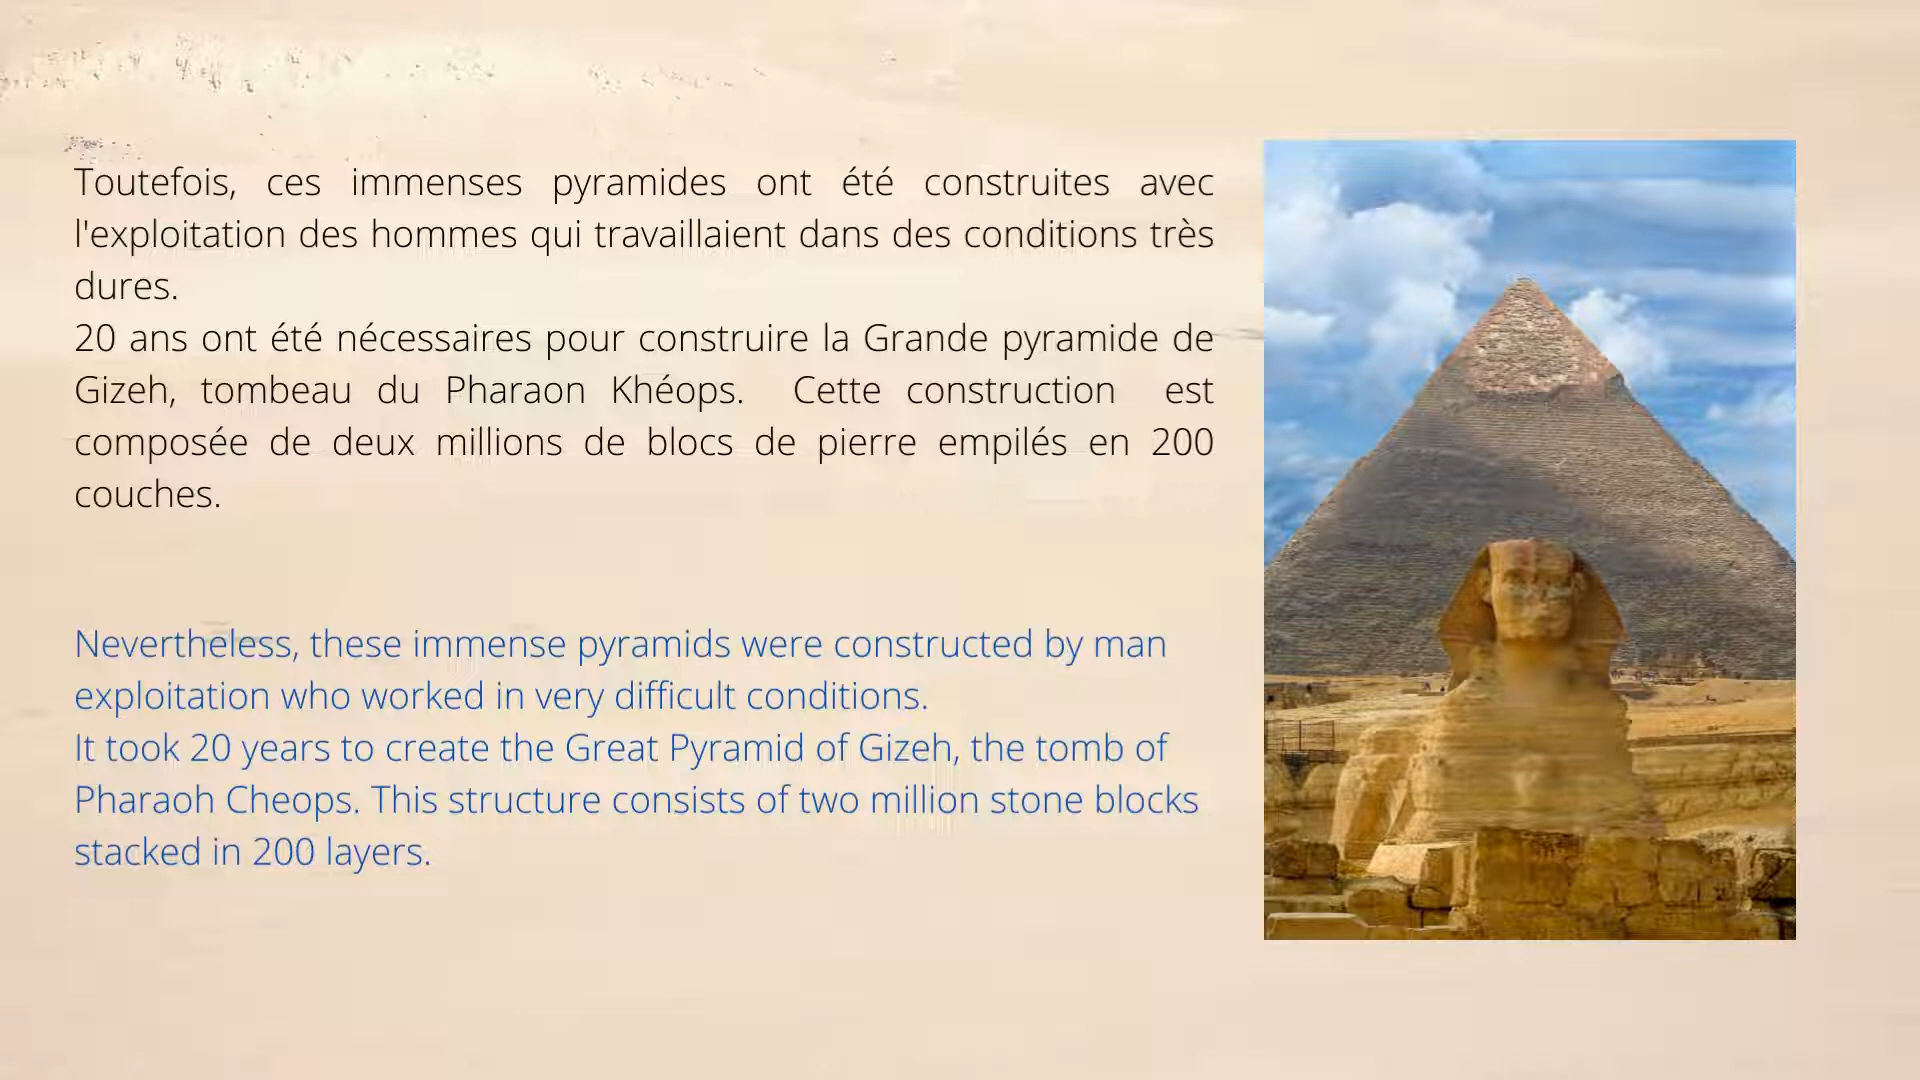 Toutefois, ces immenses pyramides ont été construites avec
l'exploitation des hommes qui travaillaient dans des conditions très
dures.
20 ans ont été nécessaires pour construire la Grande pyramide de
Gizeh, tombeau du Pharaon Khéops. Cette construction est
composée de deux millions de blocs de pierre empilés en 200
couches.
Nevertheless, these immense pyramids were constructed by man
exploitation who worked in very difficult conditions.
It took 20 years to create the Great Pyramid of Gizeh, the tomb of
Pharaoh Cheops. This structure consists of two million stone blocks
stacked in 200 layers.